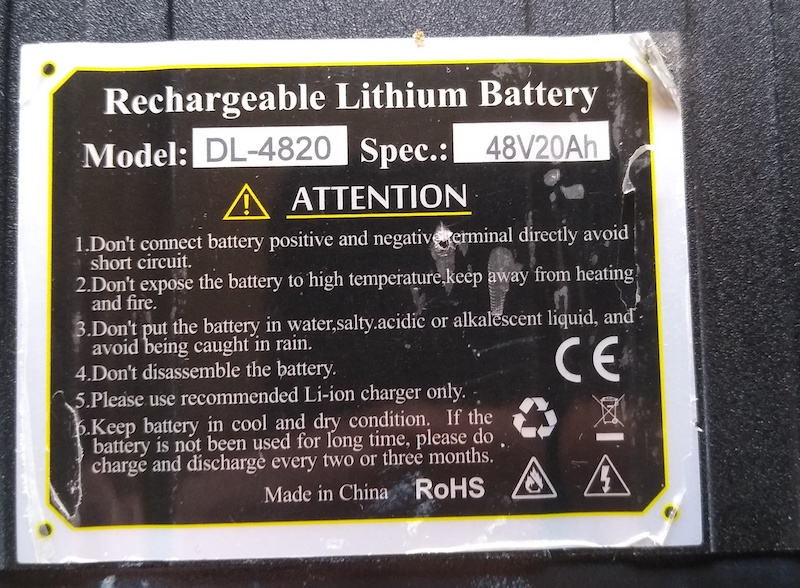 Rechargeable Lithium Battery
Model: DL-4820 Spec.: 48V20Ah
ATTENTION
1.Don't connect battery positive and negative terminal directly avoid
short circuit.
2.Don't expose the battery to high temperature,keep away from heating
and fire.
3.Don't put the battery in water,salty.acidic or alkalescent liquid, and
avoid being caught in rain.
4.Don't disassemble the battery.
5.Please use recommended Li-ion charger only.
6.Keep battery in cool and dry condition. If the
battery is not been used for long time, please do
charge and discharge every two or three months.
CE
Made in China RoHS